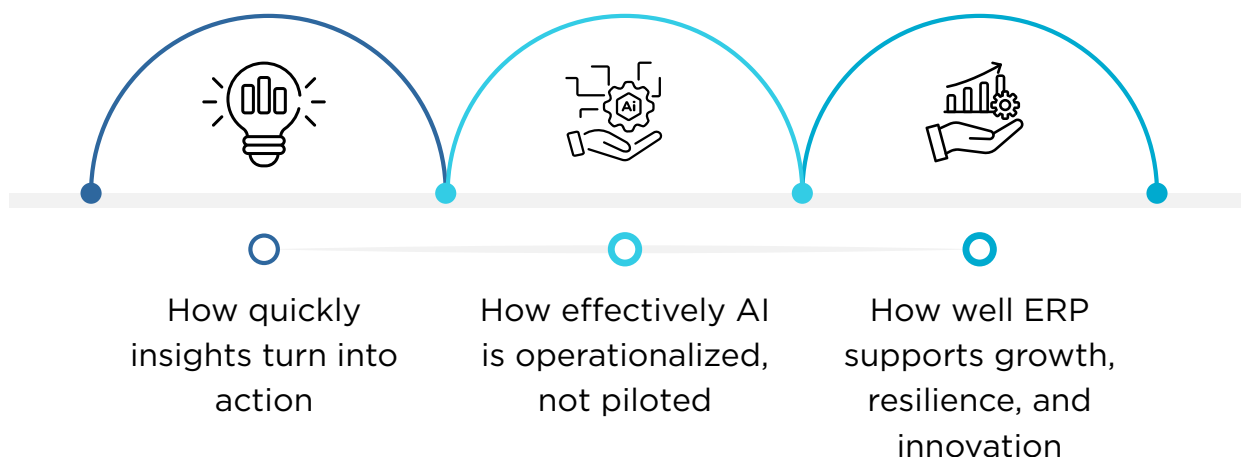 Ai
How quickly
insights turn into
action
How effectively AI
is operationalized,
not piloted
How well ERP
supports growth,
resilience, and
innovation